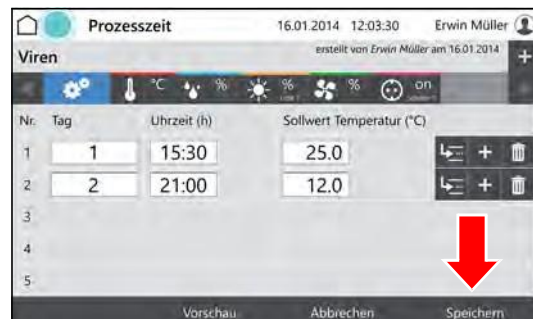 Prozesszeit 16.01.2014 12:03:30 Erwin Müller
Viren erstellt von Erwin Müller am 16.01.2014 +
°C % % % on
Nr. Tag Uhrzeit (h) Sollwert Temperatur (°C)
1 1 15:30 25.0 +
2 2 21:00 12.0 +
3
4
5
Vorschau Abbrechen Speichern